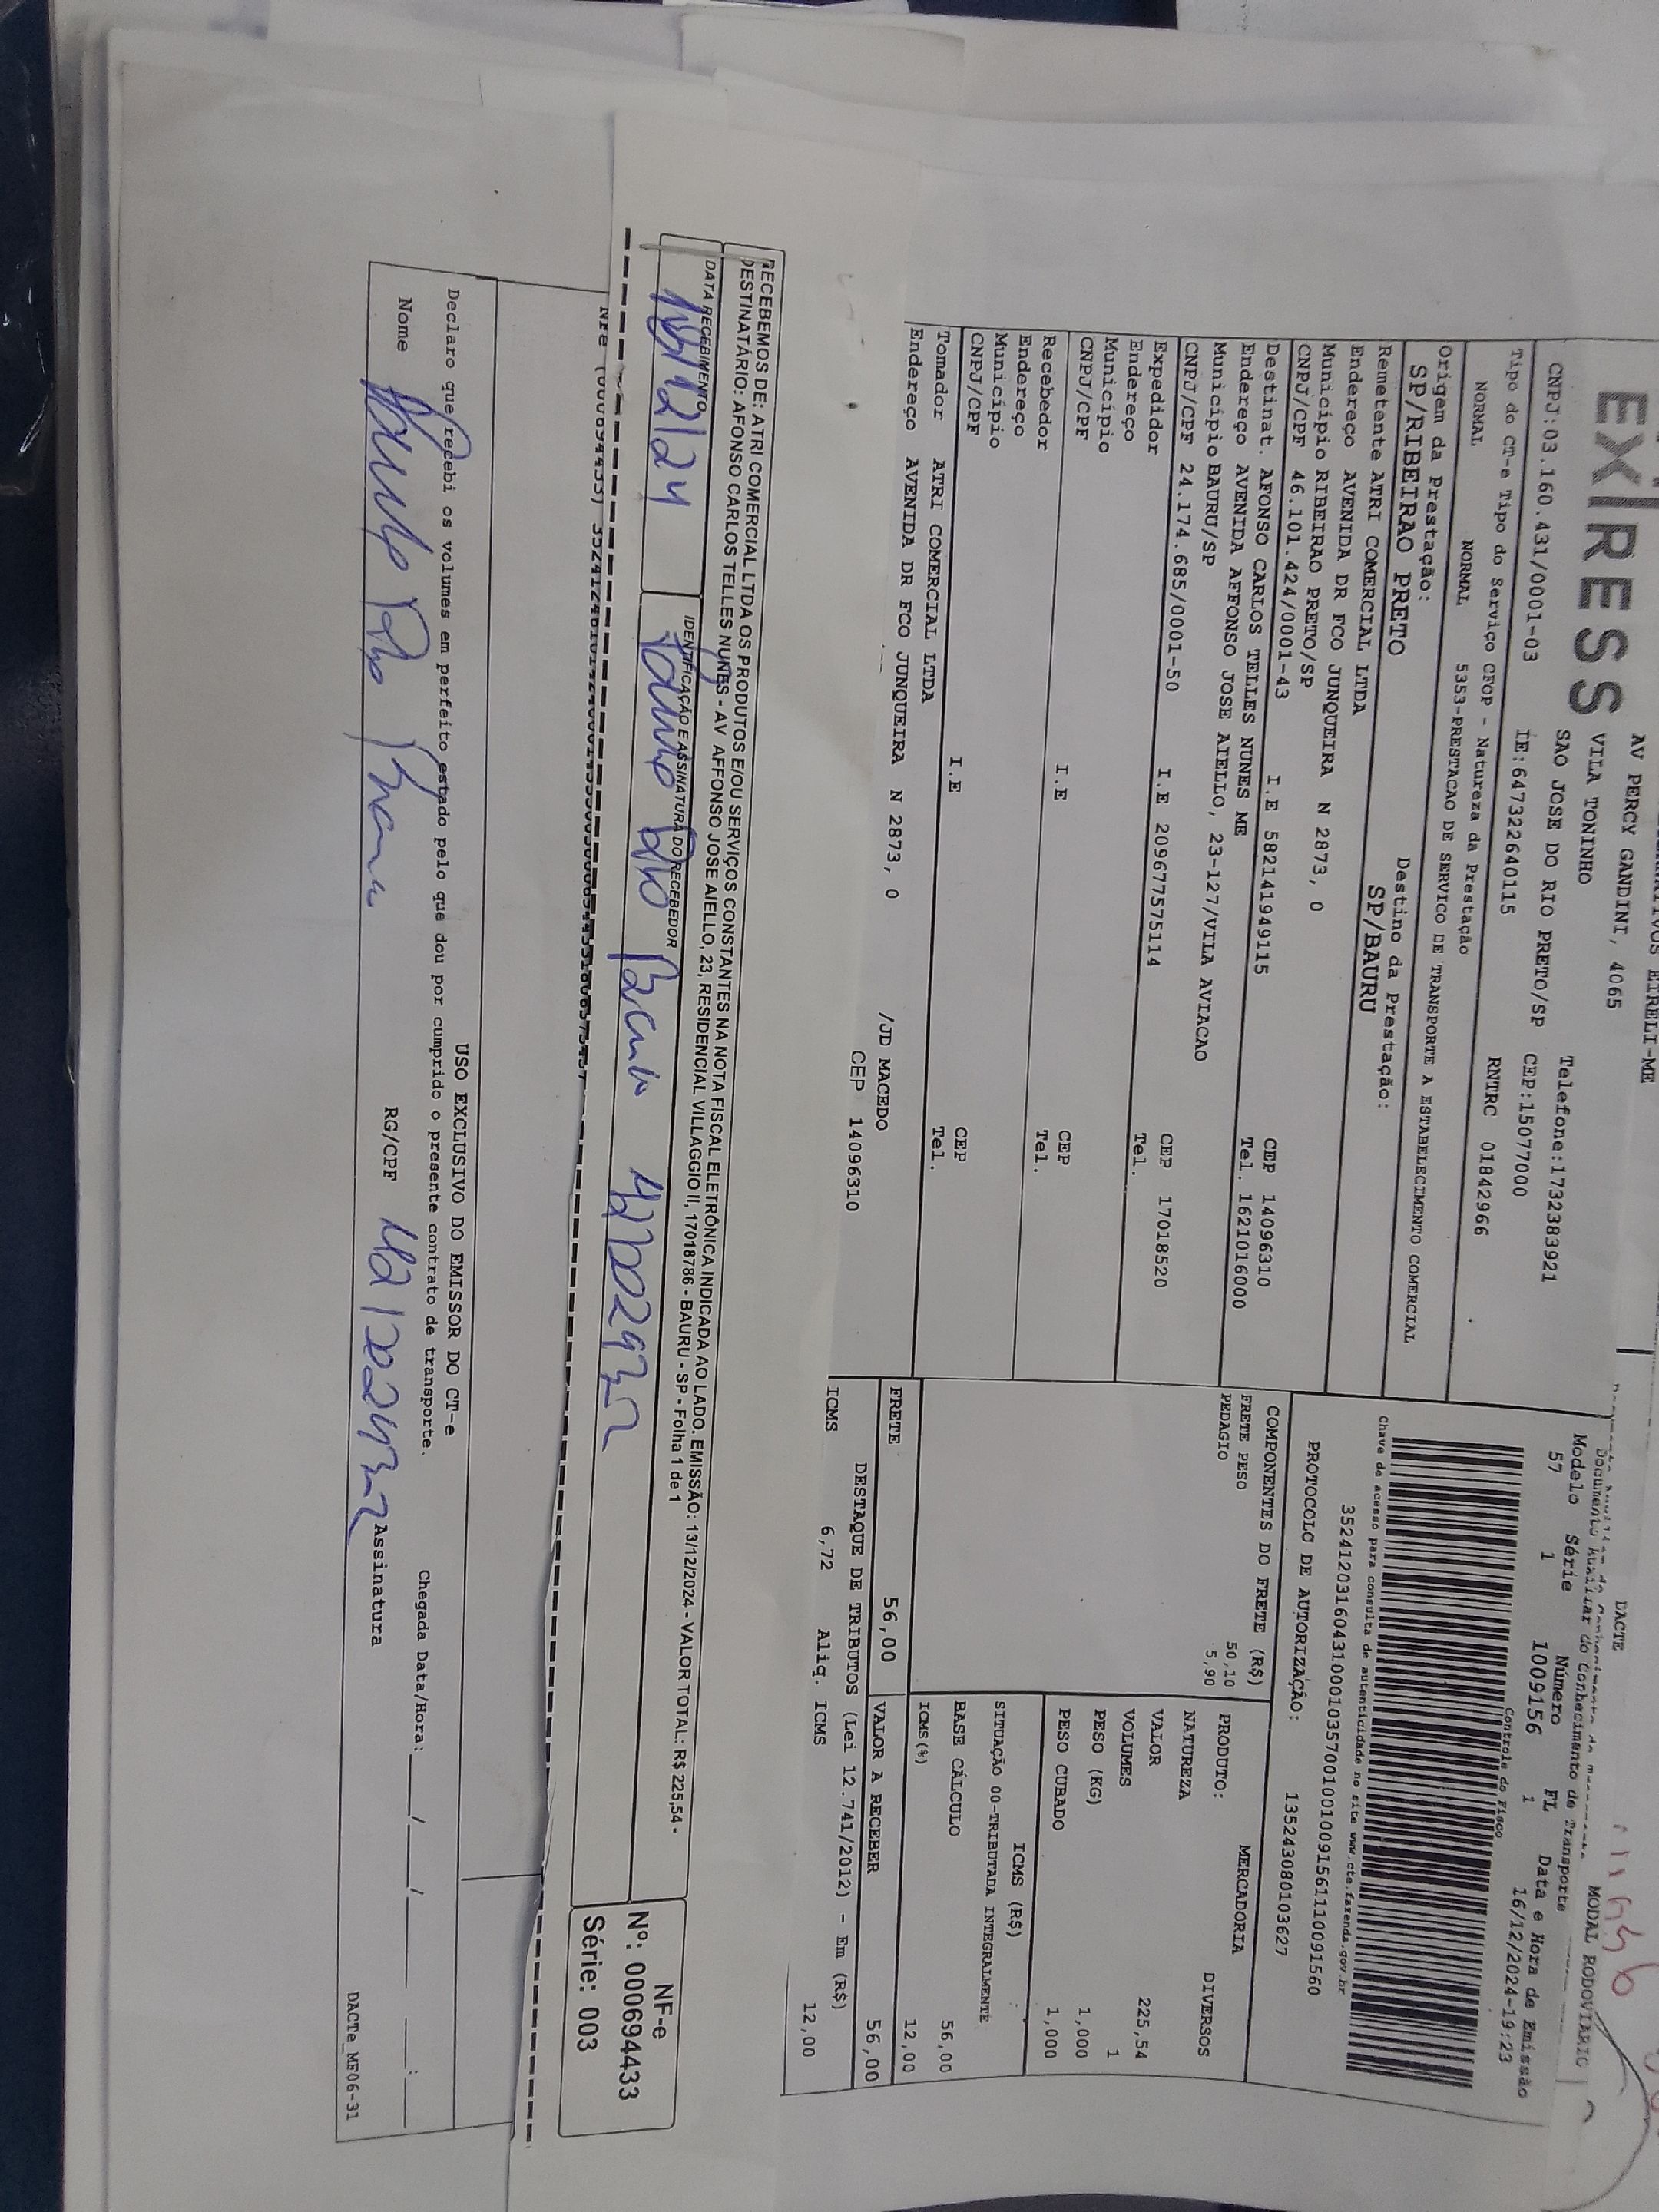 EIRELI-ME
EXPRESS
AV PERCY GANDINI, 4065
VILA TONINHO
SAO JOSE DO RIO PRETO/SP
Telefone:1732383921
CNPJ:03.160.431/0001-03 IE:647322640115 CEP:15077000
Tipo do CT-e Tipo do Serviço CFOP - Natureza da Prestação RNTRC 01842966
NORMAL NORMAL 5353-PRESTACAO DE SERVICO DE TRANSPORTE A ESTABELECIMENTO COMERCIAL
Origem da Prestação: Destino da Prestação:
SP/RIBEIRAO PRETO SP/BAURU
Remetente ATRI COMERCIAL LTDA
Endereço AVENIDA DR FCO JUNQUEIRA N 2873, 0
Município RIBEIRAO PRETO/SP CEP 14096310
CNPJ/CPF 46.101.424/0001-43 I.E 582141949115 Tel. 1621016000
Destinat. AFONSO CARLOS TELLES NUNES ME
Endereço AVENIDA AFFONSO JOSE AIELLO, 23-127/VILA AVIACAO
Município BAURU/SP CEP 17018520
CNPJ/CPF 24.174.685/0001-50 I.E 209677575114 Tel.
Expedidor
Endereço
Município CEP
CNPJ/CPF I.E Tel.
Recebedor
Endereço
Município CEP
CNPJ/CPF I.E Tel.
Tomador ATRI COMERCIAL LTDA
Endereço AVENIDA DR FCO JUNQUEIRA N 2873, 0 /JD MACEDO
CEP 14096310
DACTE MODAL RODOVIARIO
Documento Auxiliar do Conhecimento de Transporte
Modelo Série Número FL Data e Hora de Emissão
57 1 1009156 1 16/12/2024-19:23
Controle do Fisco
Chave de acesso para consulta de autenticidade no site www.cte.fazenda.gov.br
35241203160431000103570010010091561110091560
PROTOCOLO DE AUTORIZAÇÃO: 135243080103627
COMPONENTES DO FRETE (R$)
FRETE PESO 50,10
PEDAGIO 5,90
MERCADORIA
PRODUTO: DIVERSOS
NATUREZA
VALOR 225,54
VOLUMES 1
PESO (KG) 1,000
PESO CUBADO 1,000
ICMS (R$)
SITUAÇÃO 00-TRIBUTADA INTEGRALMENTE
BASE CÁLCULO 56,00
ICMS(%) 12,00
FRETE 56,00 VALOR A RECEBER 56,00
DESTAQUE DE TRIBUTOS (Lei 12.741/2012) - Em (R$)
ICMS 6,72 Aliq. ICMS 12,00
RECEBEMOS DE: ATRI COMERCIAL LTDA OS PRODUTOS E/OU SERVIÇOS CONSTANTES NA NOTA FISCAL ELETRÔNICA INDICADA AO LADO. EMISSÃO: 13/12/2024 - VALOR TOTAL: R$ 225,54 -
DESTINATÁRIO: AFONSO CARLOS TELLES NUNES - AV AFFONSO JOSE AIELLO, 23, RESIDENCIAL VILLAGGIO II, 17018786 - BAURU - SP - Folha 1 de 1
DATA RECEBIMENTO IDENTIFICAÇÃO E ASSINATURA DO RECEBEDOR
NF-e
Nº: 000694433
Série: 003
USO EXCLUSIVO DO EMISSOR DO CT-e
Declaro que recebi os volumes em perfeito estado pelo que dou por cumprido o presente contrato de transporte.
Chegada Data/Hora: ___/___/___ __:__
Nome RG/CPF Assinatura
DACTe_MF06-31